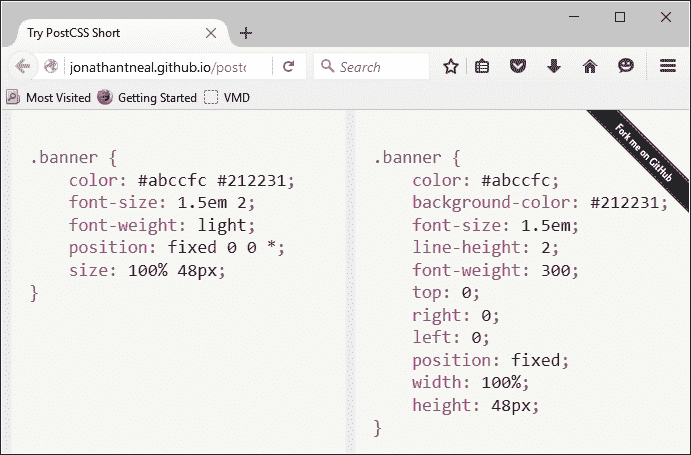 Try PostCSS Short
jonathantneal.github.io/postc
Search
Most Visited Getting Started VMD
Fork me on GitHub
.banner {
color: #abccfc #212231;
font-size: 1.5em 2;
font-weight: light;
position: fixed 0 0 *;
size: 100% 48px;
}
.banner {
color: #abccfc;
background-color: #212231;
font-size: 1.5em;
line-height: 2;
font-weight: 300;
top: 0;
right: 0;
left: 0;
position: fixed;
width: 100%;
height: 48px;
}